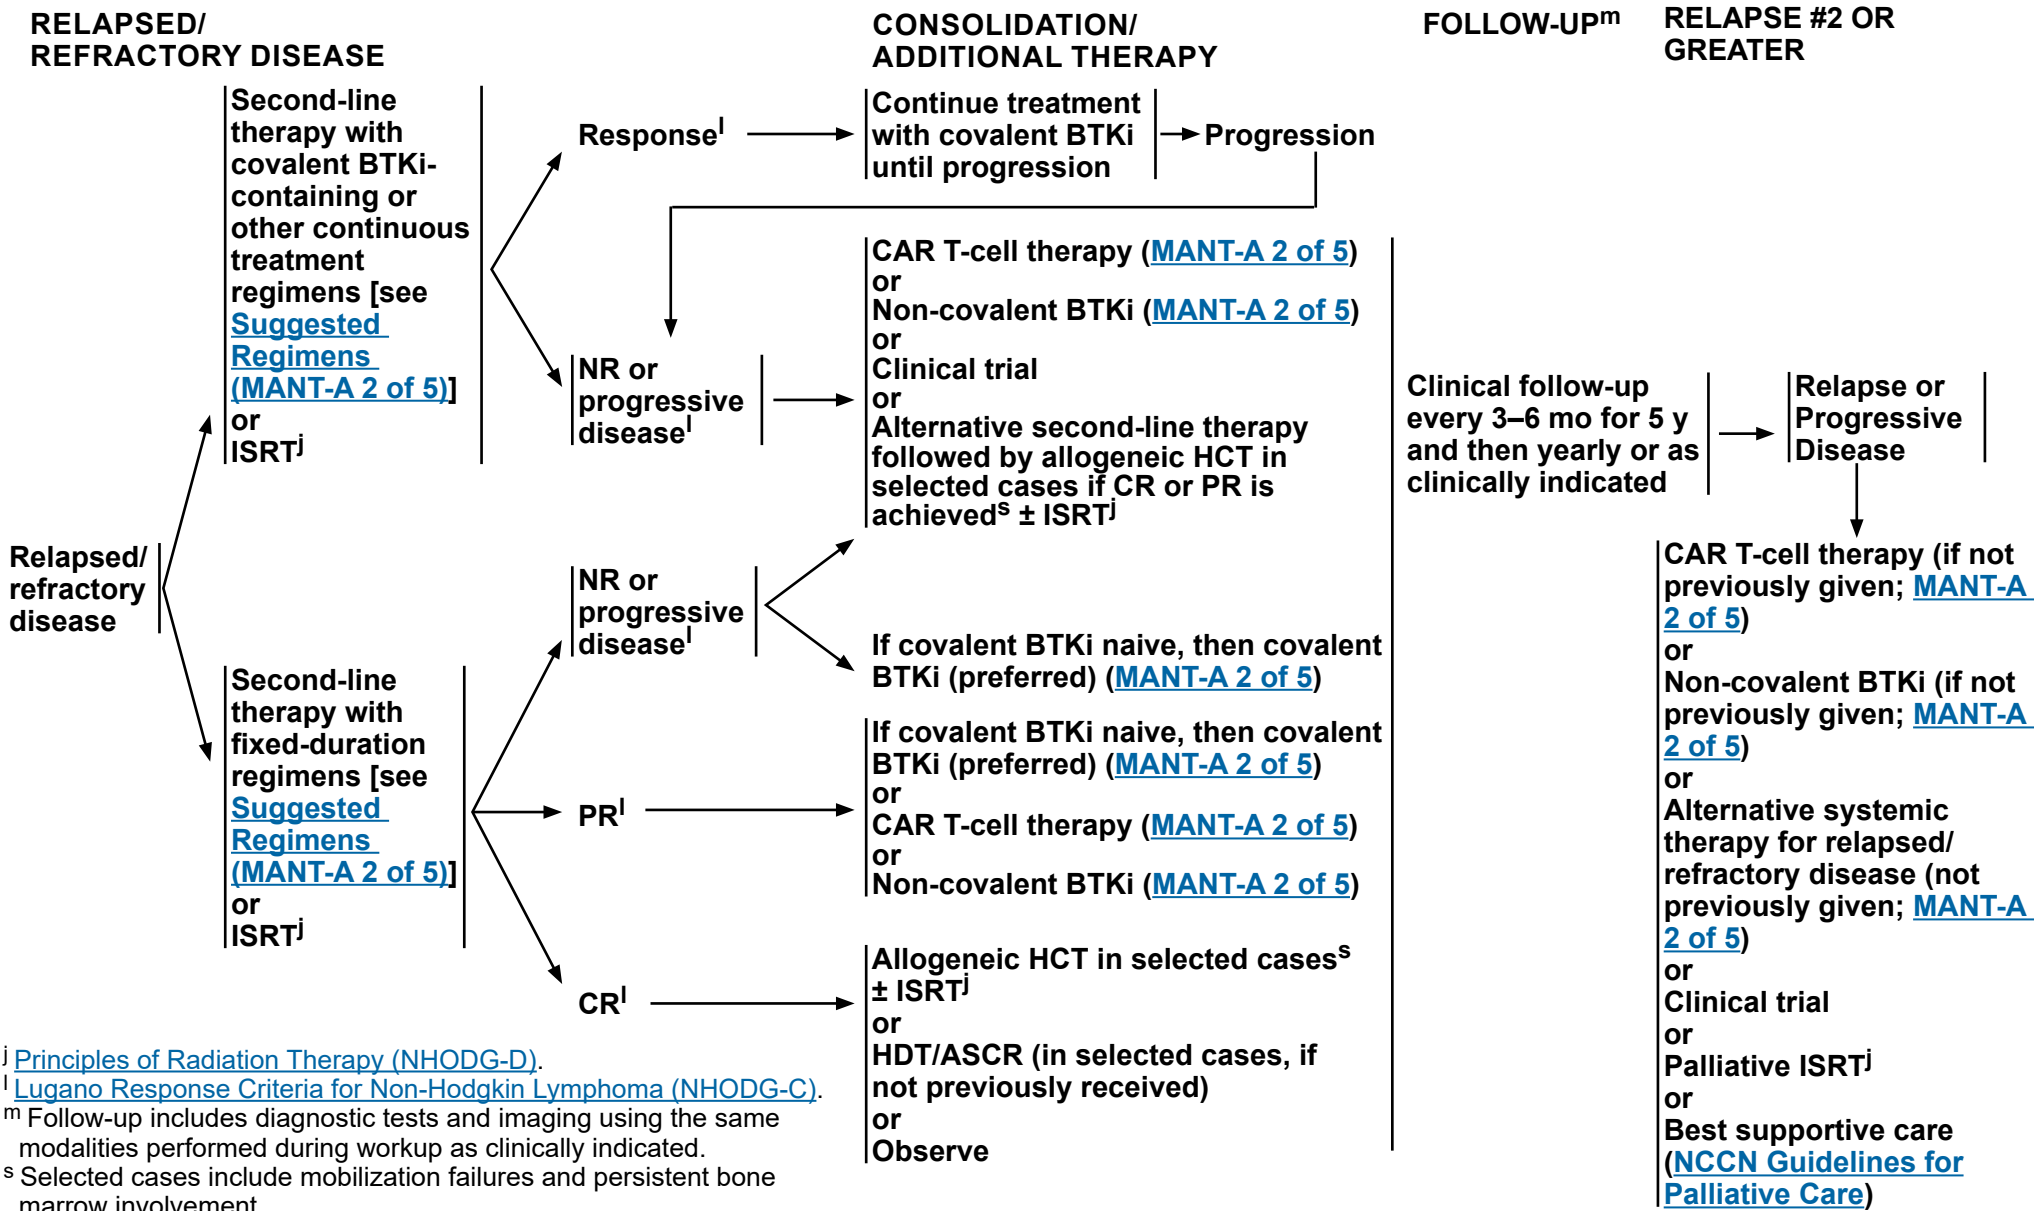 RELAPSED/
REFRACTORY DISEASE
CONSOLIDATION/
ADDITIONAL THERAPY
FOLLOW-UPm
RELAPSE #2 OR
GREATER
Relapsed/
refractory
disease
Second-line
therapy with
covalent BTKi-
containing or
other continuous
treatment
regimens [see
Suggested
Regimens
(MANT-A 2 of 5)]
or
ISRTj
Responsel
Continue treatment
with covalent BTKi
until progression
Progression
NR or
progressive
diseasel
CAR T-cell therapy (MANT-A 2 of 5)
or
Non-covalent BTKi (MANT-A 2 of 5)
or
Clinical trial
or
Alternative second-line therapy
followed by allogeneic HCT in
selected cases if CR or PR is
achieveds ± ISRTj
Second-line
therapy with
fixed-duration
regimens [see
Suggested
Regimens
(MANT-A 2 of 5)]
or
ISRTj
NR or
progressive
diseasel
If covalent BTKi naive, then covalent
BTKi (preferred) (MANT-A 2 of 5)
PRl
If covalent BTKi naive, then covalent
BTKi (preferred) (MANT-A 2 of 5)
or
CAR T-cell therapy (MANT-A 2 of 5)
or
Non-covalent BTKi (MANT-A 2 of 5)
CRl
Allogeneic HCT in selected casess
± ISRTj
or
HDT/ASCR (in selected cases, if
not previously received)
or
Observe
Clinical follow-up
every 3–6 mo for 5 y
and then yearly or as
clinically indicated
Relapse or
Progressive
Disease
CAR T-cell therapy (if not
previously given; MANT-A
2 of 5)
or
Non-covalent BTKi (if not
previously given; MANT-A
2 of 5)
or
Alternative systemic
therapy for relapsed/
refractory disease (not
previously given; MANT-A
2 of 5)
or
Clinical trial
or
Palliative ISRTj
or
Best supportive care
(NCCN Guidelines for
Palliative Care)
j Principles of Radiation Therapy (NHODG-D).
l Lugano Response Criteria for Non-Hodgkin Lymphoma (NHODG-C).
m Follow-up includes diagnostic tests and imaging using the same
modalities performed during workup as clinically indicated.
s Selected cases include mobilization failures and persistent bone
marrow involvement